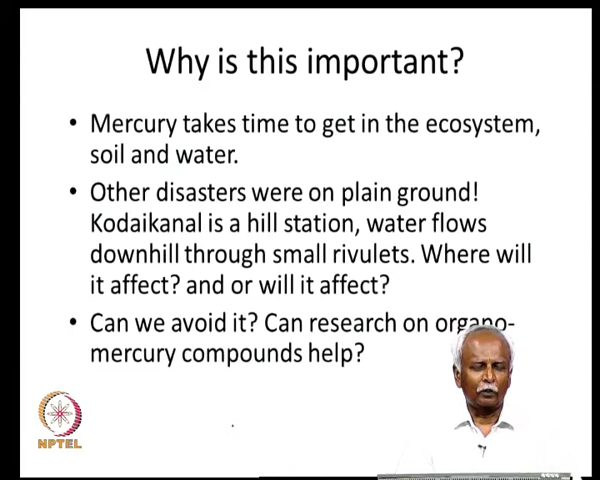 Why is this important?
• Mercury takes time to get in the ecosystem,
soil and water.
• Other disasters were on plain ground!
Kodaikanal is a hill station, water flows
downhill through small rivulets. Where will
it affect? and or will it affect?
• Can we avoid it? Can research on organo-
mercury compounds help?
NPTEL